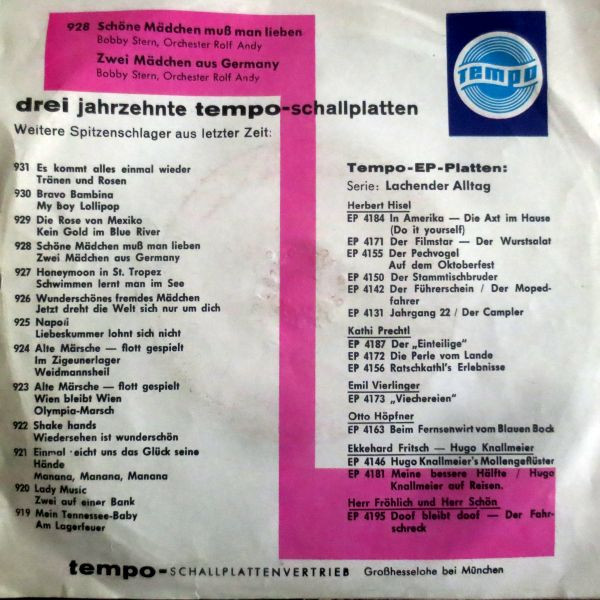 928 Schöne Mädchen muß man lieben
Bobby Stern, Orchester Rolf Andy
Zwei Mädchen aus Germany
Bobby Stern, Orchester Rolf Andy
Tempo
drei jahrzehnte tempo-schallplatten
Weitere Spitzenschlager aus letzter Zeit:
931 Es kommt alles einmal wieder
Tränen und Rosen
930 Bravo Bambina
My Boy Lollipop
929 Die Rose von Mexiko
Kein Gold im Blue River
928 Schöne Mädchen muß man lieben
Zwei Mädchen aus Germany
927 Honeymoon in St. Tropez
Schwimmen lernt man im See
926 Wunderschönes fremdes Mädchen
Jetzt dreht die Welt sich nur um dich
925 Napoli
Liebeskummer lohnt sich nicht
924 Alte Märsche — flott gespielt
Im Zigeunerlager
Weidmannsheil
923 Alte Märsche — flott gespielt
Wien bleibt Wien
Olympia-Marsch
922 Shake hands
Wiedersehen ist wunderschön
921 Einmal reicht uns das Glück seine
Hände
Manana, Manana, Manana
920 Lady Music
Zwei auf einer Bank
919 Mein Tennessee-Baby
Am Lagerfeuer
Tempo-EP-Platten:
Serie: Lachender Alltag
Herbert Hisel
EP 4184 In Amerika — Die Axt im Hause
(Do it yourself)
EP 4171 Der Filmstar — Der Wurstsalat
EP 4155 Der Pechvogel
Auf dem Oktoberfest
EP 4150 Der Stammtischbruder
EP 4142 Der Führerschein / Der Moped-
fahrer
EP 4131 Jahrgang 22 / Der Campler
Kathi Prechtl
EP 4187 Der „Einteilige“
EP 4172 Die Perle vom Lande
EP 4156 Ratschkathl's Erlebnisse
Emil Vierlinger
EP 4173 „Viechereien“
Otto Höpfner
EP 4163 Beim Fernsenwirt vom Blauen Bock
Ekkehard Fritsch — Hugo Knallmeier
EP 4146 Hugo Knallmeier's Mollengeflüster
EP 4181 Meine bessere Hälfte / Hugo
Knallmeier auf Reisen.
Herr Fröhlich und Herr Schön
EP 4195 Doof bleibt doof — Der Fahr-
schreck
tempo-SCHALLPLATTENVERTRIEB Großhesselohe bei München